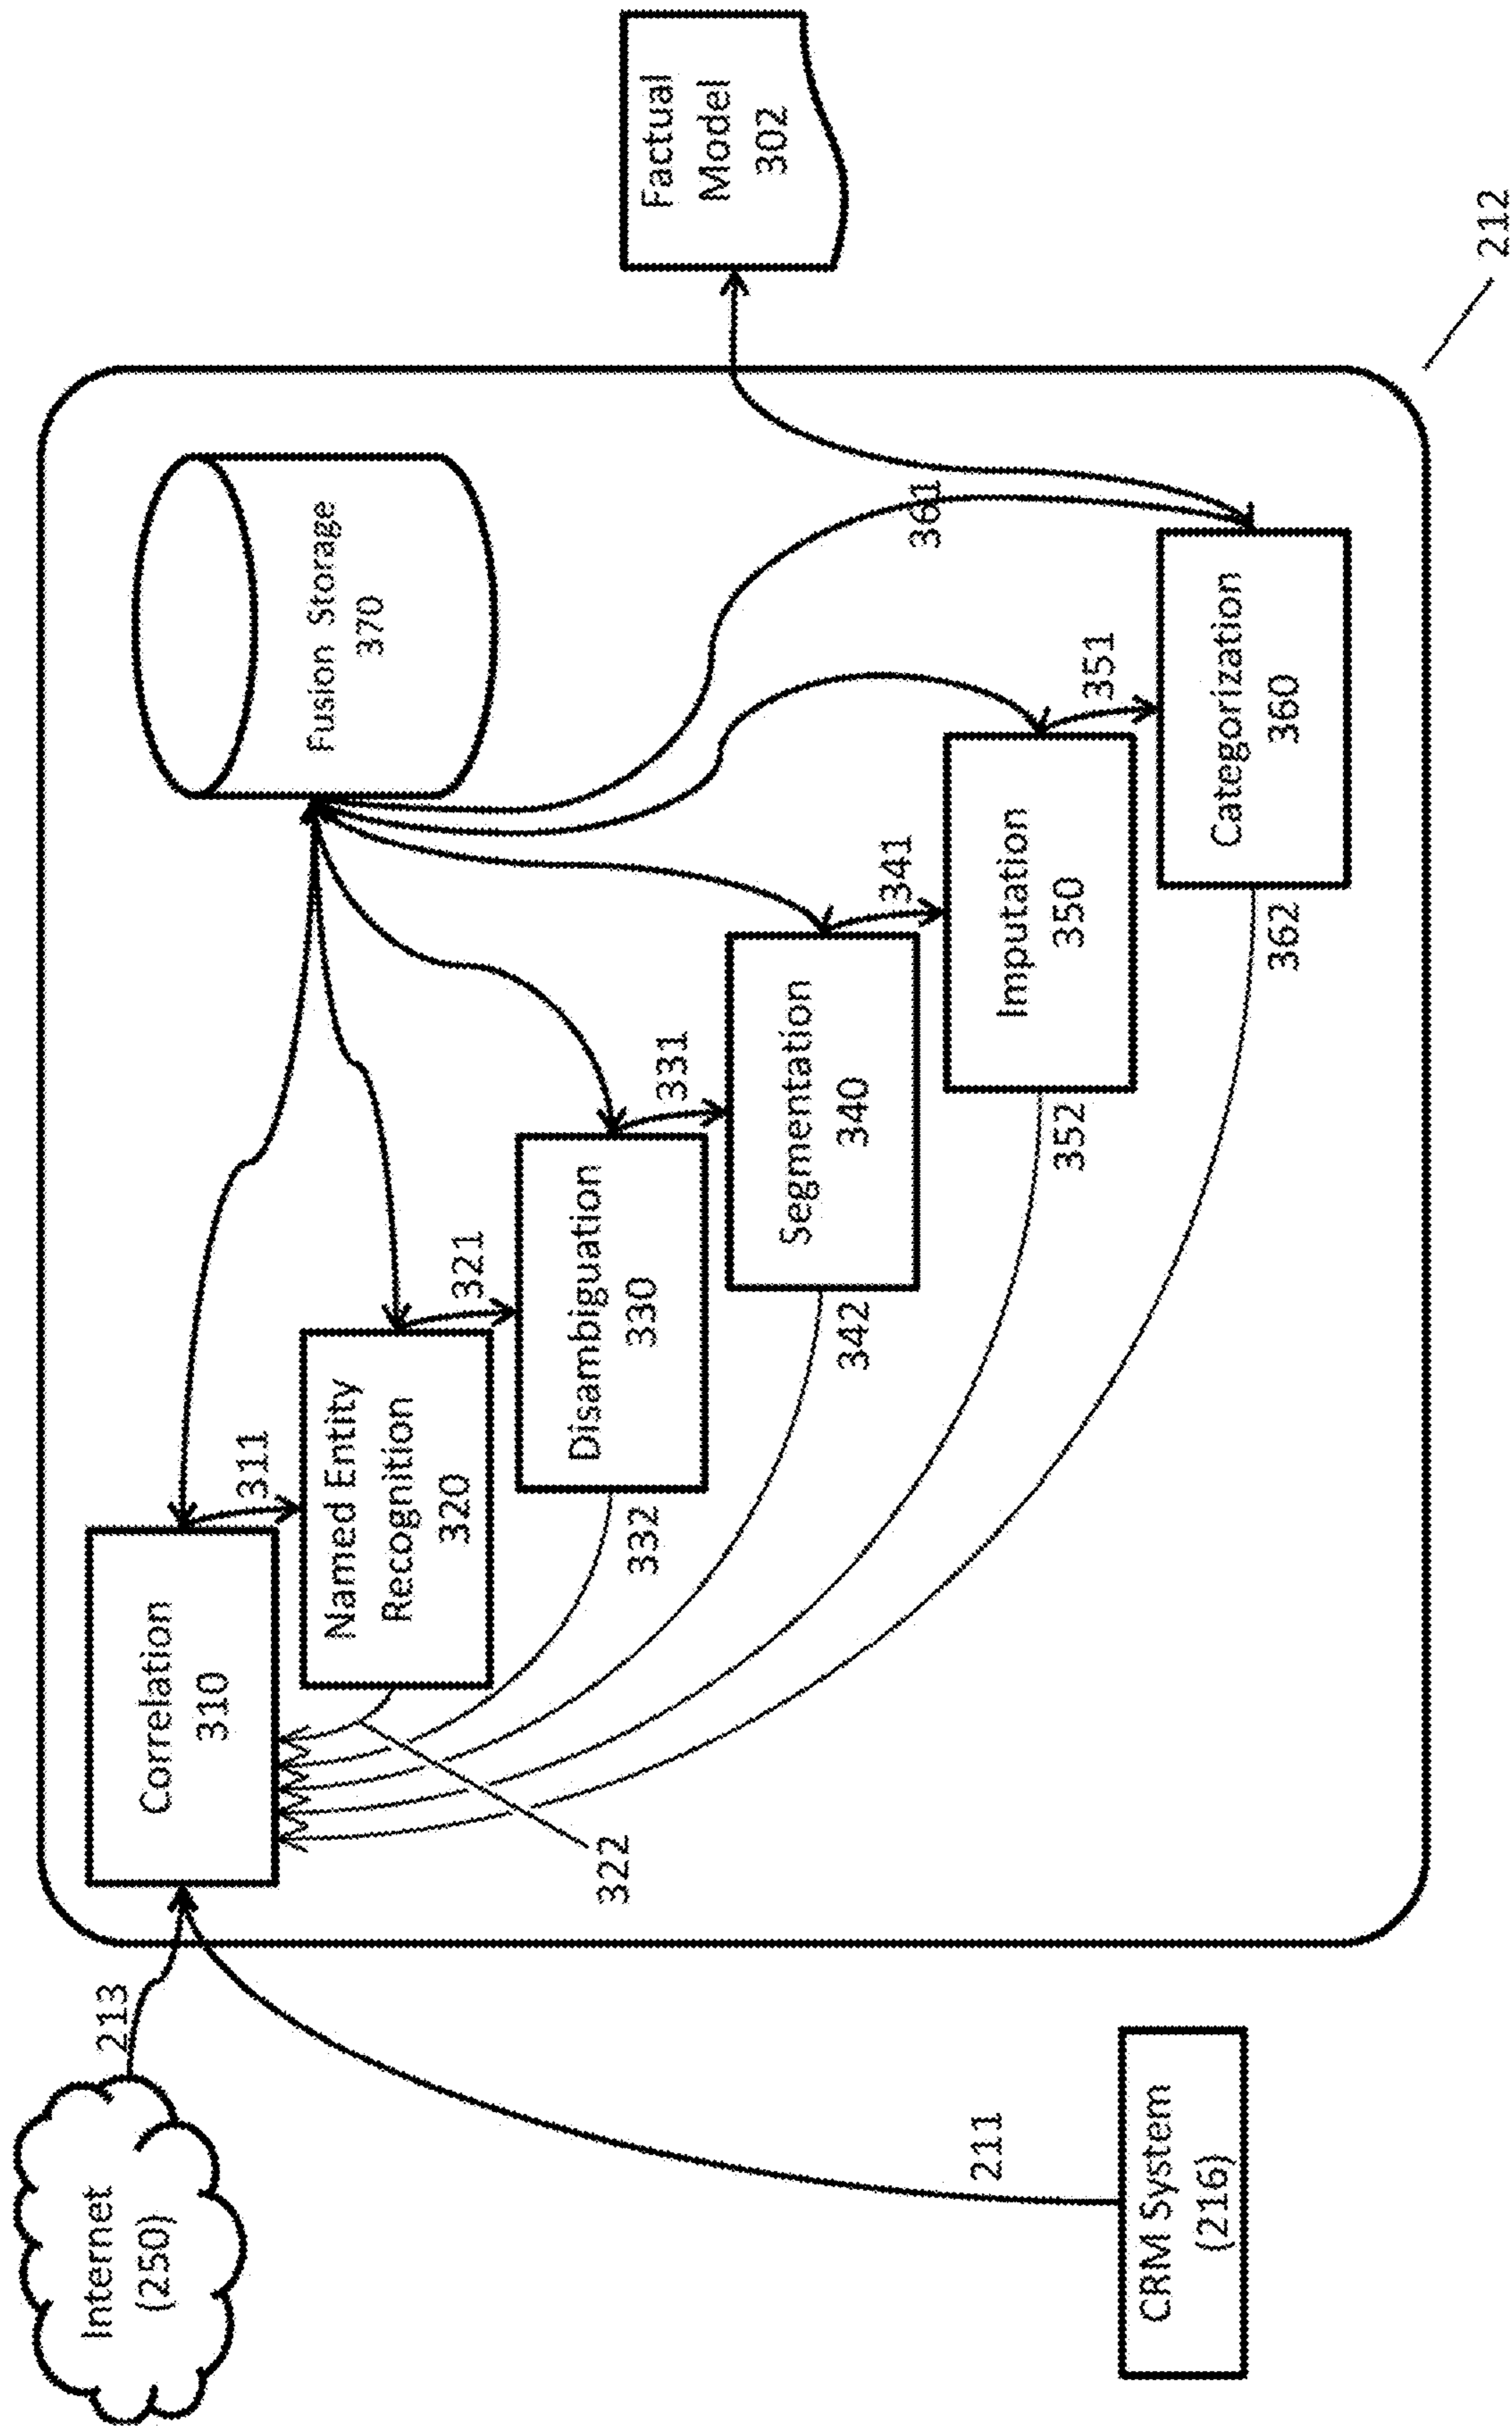 Internet
(250)
213
CRM System
(216)
211
Correlation
310
311
Named Entity
Recognition
320
321
322
Disambiguation
330
331
332
Segmentation
340
341
342
Imputation
350
351
352
Categorization
360
361
362
Fusion Storage
370
Factual
Model
302
212